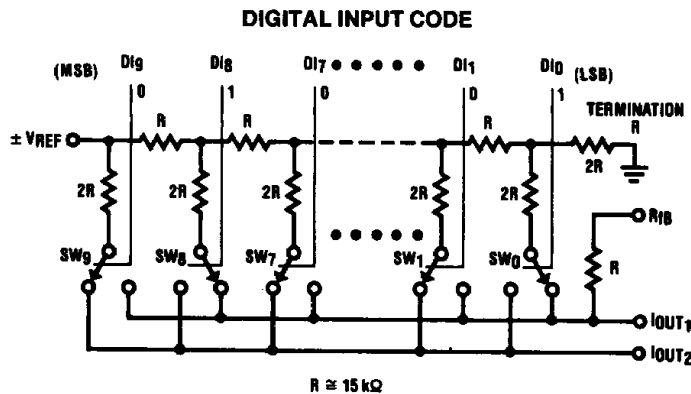 DIGITAL INPUT CODE
(MSB) DI9 DI8 DI7 DI1 DI0 (LSB)
0 1 0 0 1
TERMINATION
R
± VREF R R R 2R
2R 2R 2R 2R 2R
RfB
SW9 SW8 SW7 SW1 SW0 R
IOUT1
IOUT2
R ≅ 15 kΩ